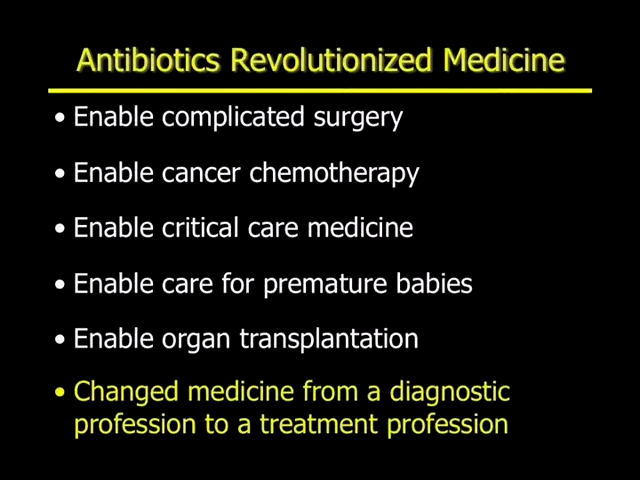 Antibiotics Revolutionized Medicine
• Enable complicated surgery
• Enable cancer chemotherapy
• Enable critical care medicine
• Enable care for premature babies
• Enable organ transplantation
• Changed medicine from a diagnostic
profession to a treatment profession